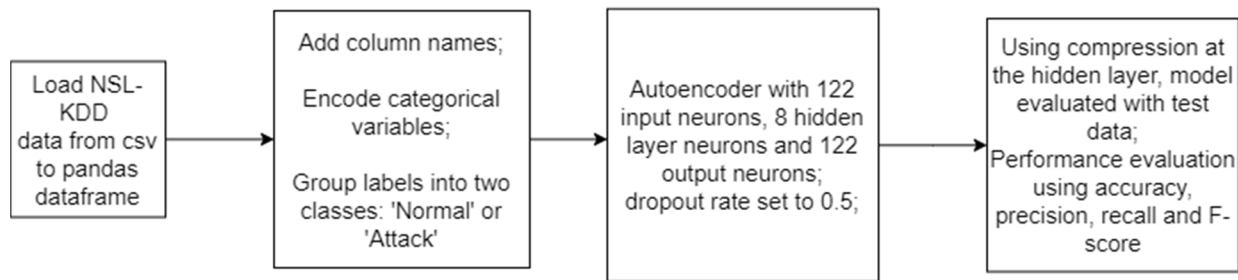 Load NSL-
KDD
data from csv
to pandas
dataframe
Add column names;
Encode categorical
variables;
Group labels into two
classes: 'Normal' or
'Attack'
Autoencoder with 122
input neurons, 8 hidden
layer neurons and 122
output neurons;
dropout rate set to 0.5;
Using compression at
the hidden layer, model
evaluated with test
data;
Performance evaluation
using accuracy,
precision, recall and F-
score